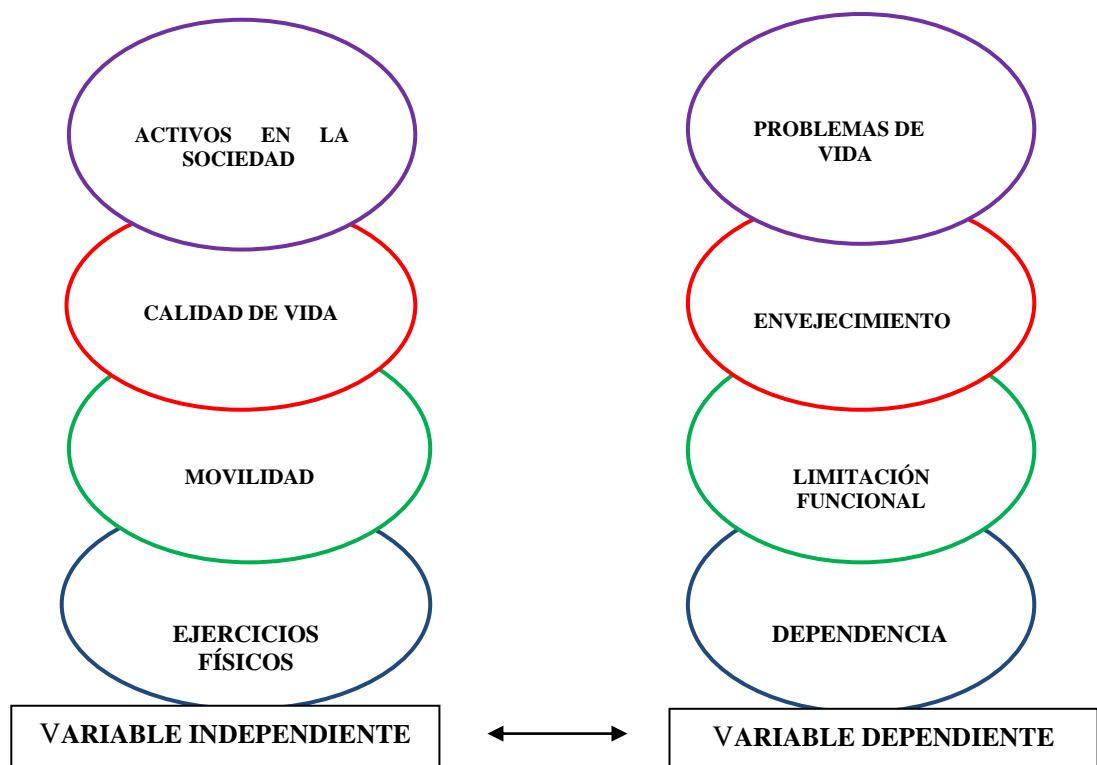 ACTIVOS EN LA
SOCIEDAD
CALIDAD DE VIDA
MOVILIDAD
EJERCICIOS
FÍSICOS
VARIABLE INDEPENDIENTE
PROBLEMAS DE
VIDA
ENVEJECIMIENTO
LIMITACIÓN
FUNCIONAL
DEPENDENCIA
VARIABLE DEPENDIENTE